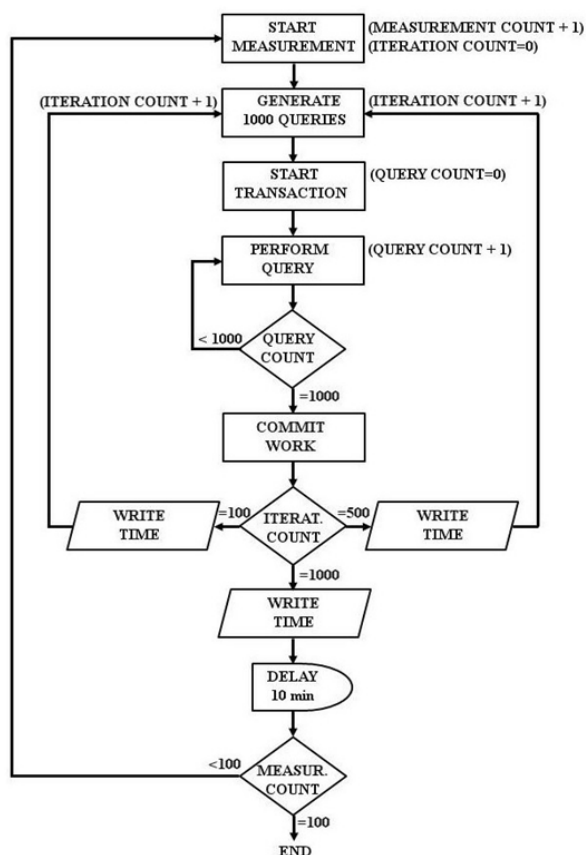 START
MEASUREMENT
(MEASUREMENT COUNT + 1)
(ITERATION COUNT=0)
(ITERATION COUNT + 1)
GENERATE
1000 QUERIES
(ITERATION COUNT + 1)
START
TRANSACTION
(QUERY COUNT=0)
PERFORM
QUERY
(QUERY COUNT + 1)
< 1000
QUERY
COUNT
=1000
COMMIT
WORK
WRITE
TIME
=100
ITERAT.
COUNT
=500
WRITE
TIME
=1000
WRITE
TIME
DELAY
10 min
<100
MEASUR.
COUNT
=100
END